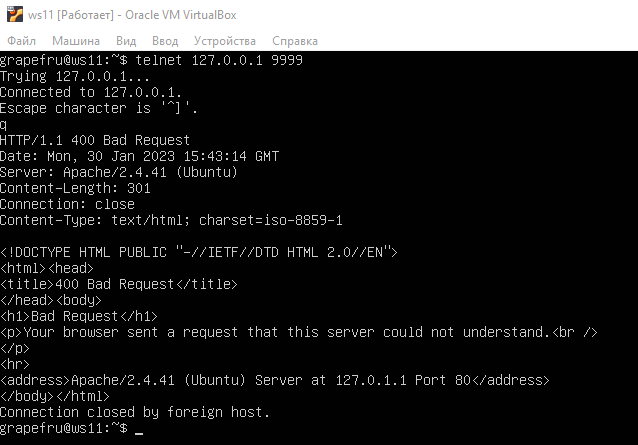 ws11 [Работает] - Oracle VM VirtualBox
Файл Машина Вид Ввод Устройства Справка
grapefru@ws11:~$ telnet 127.0.0.1 9999
Trying 127.0.0.1...
Connected to 127.0.0.1.
Escape character is '^]'.
q
HTTP/1.1 400 Bad Request
Date: Mon, 30 Jan 2023 15:43:14 GMT
Server: Apache/2.4.41 (Ubuntu)
Content-Length: 301
Connection: close
Content-Type: text/html; charset=iso-8859-1

<!DOCTYPE HTML PUBLIC "-//IETF//DTD HTML 2.0//EN">
<html><head>
<title>400 Bad Request</title>
</head><body>
<h1>Bad Request</h1>
<p>Your browser sent a request that this server could not understand.<br />
</p>
<hr>
<address>Apache/2.4.41 (Ubuntu) Server at 127.0.1.1 Port 80</address>
</body></html>
Connection closed by foreign host.
grapefru@ws11:~$ _